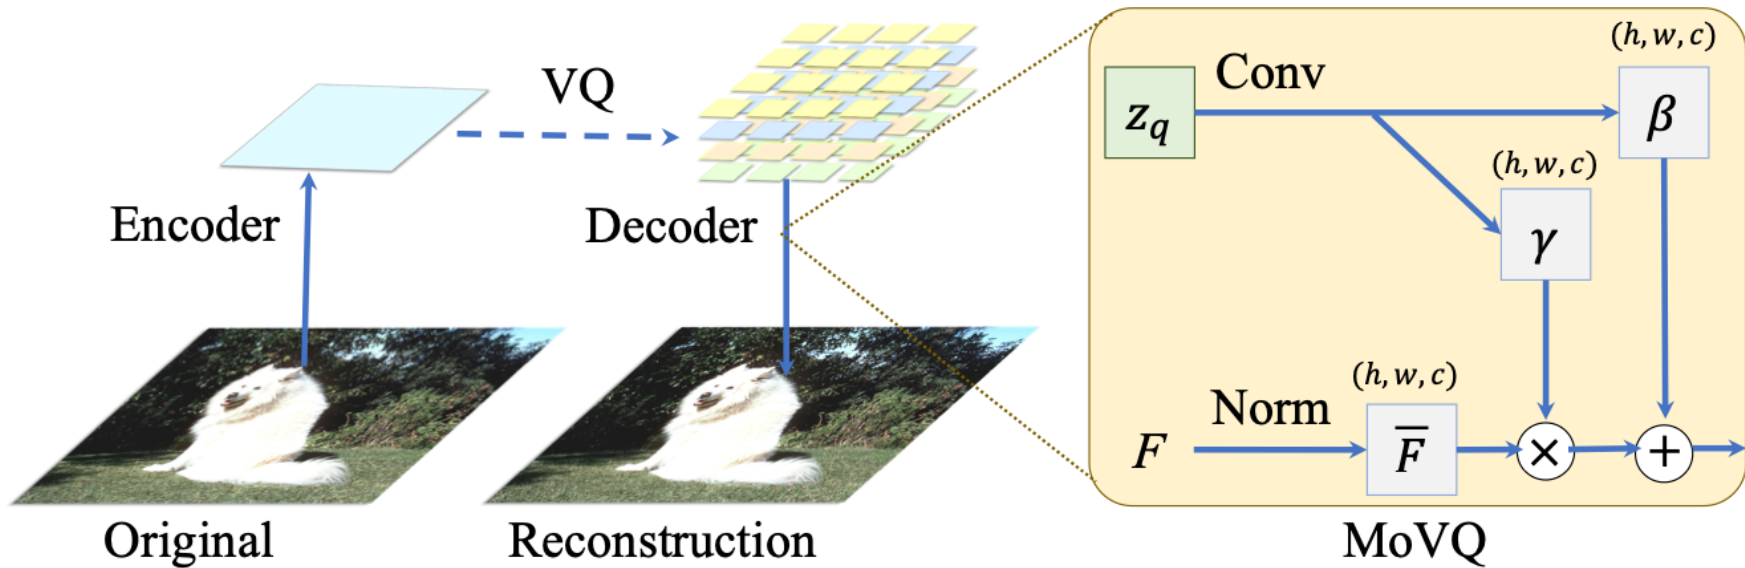 VQ
Encoder
Decoder
Original
Reconstruction
(h, w, c)
z_q
Conv
β
(h, w, c)
γ
(h, w, c)
F
Norm
F̅
×
+
MoVQ